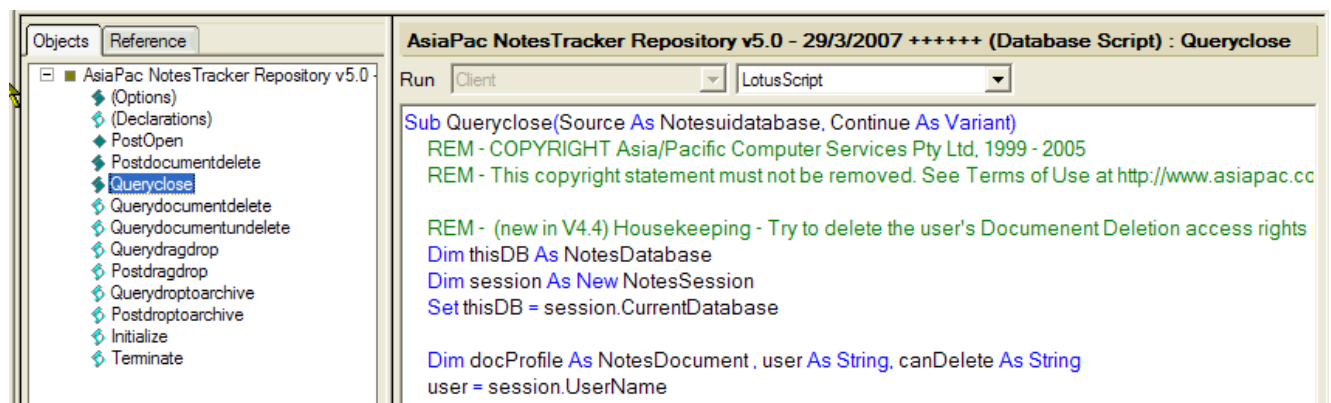 Objects Reference
AsiaPac NotesTracker Repository v5.0 -
(Options)
(Declarations)
PostOpen
Postdocumentdelete
Queryclose
Querydocumentdelete
Querydocumentundelete
Querydragdrop
Postdragdrop
Querydroptoarchive
Postdroptoarchive
Initialize
Terminate
AsiaPac NotesTracker Repository v5.0 - 29/3/2007 ++++++ (Database Script) : Queryclose
Run Client LotusScript
Sub Queryclose(Source As Notesuidatabase, Continue As Variant)
REM - COPYRIGHT Asia/Pacific Computer Services Pty Ltd, 1999 - 2005
REM - This copyright statement must not be removed. See Terms of Use at http://www.asiapac.cc
REM - (new in V4.4) Housekeeping - Try to delete the user's Documenent Deletion access rights
Dim thisDB As NotesDatabase
Dim session As New NotesSession
Set thisDB = session.CurrentDatabase
Dim docProfile As NotesDocument , user As String, canDelete As String
user = session.UserName